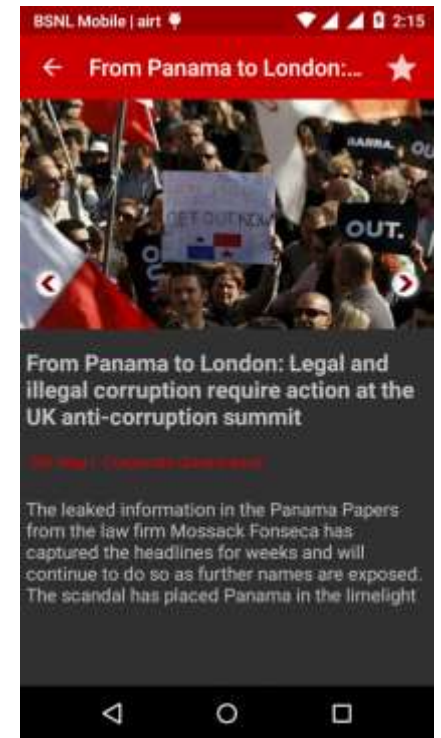 BSNL Mobile | airt 2:15
From Panama to London:...
BARRA. OU
GET OUT NOW
OUT.
OUT
From Panama to London: Legal and
illegal corruption require action at the
UK anti-corruption summit
The leaked information in the Panama Papers
from the law firm Mossack Fonseca has
captured the headlines for weeks and will
continue to do so as further names are exposed.
The scandal has placed Panama in the limelight